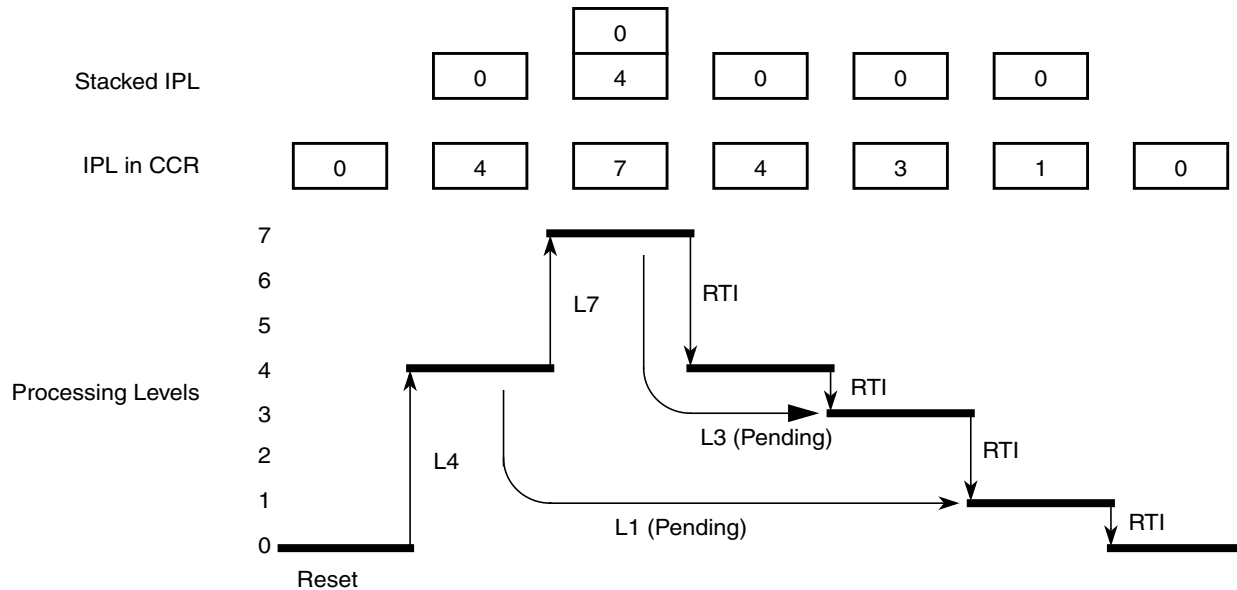 0
Stacked IPL 0 4 0 0 0
IPL in CCR 0 4 7 4 3 1 0
7
6
L7 RTI
5
Processing Levels 4
RTI
3
L3 (Pending)
2
L4 RTI
1
L1 (Pending) RTI
0
Reset